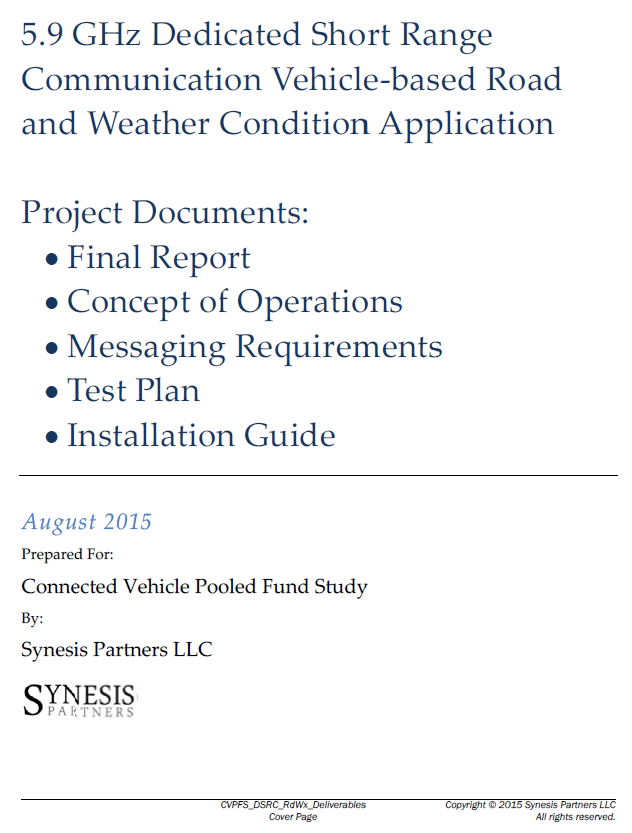 5.9 GHz Dedicated Short Range
Communication Vehicle-based Road
and Weather Condition Application
Project Documents:
• Final Report
• Concept of Operations
• Messaging Requirements
• Test Plan
• Installation Guide
August 2015
Prepared For:
Connected Vehicle Pooled Fund Study
By:
Synesis Partners LLC
SYNESIS
PARTNERS
CVPFS_DSRC_RdWx_Deliverables
Cover Page
Copyright © 2015 Synesis Partners LLC
All rights reserved.